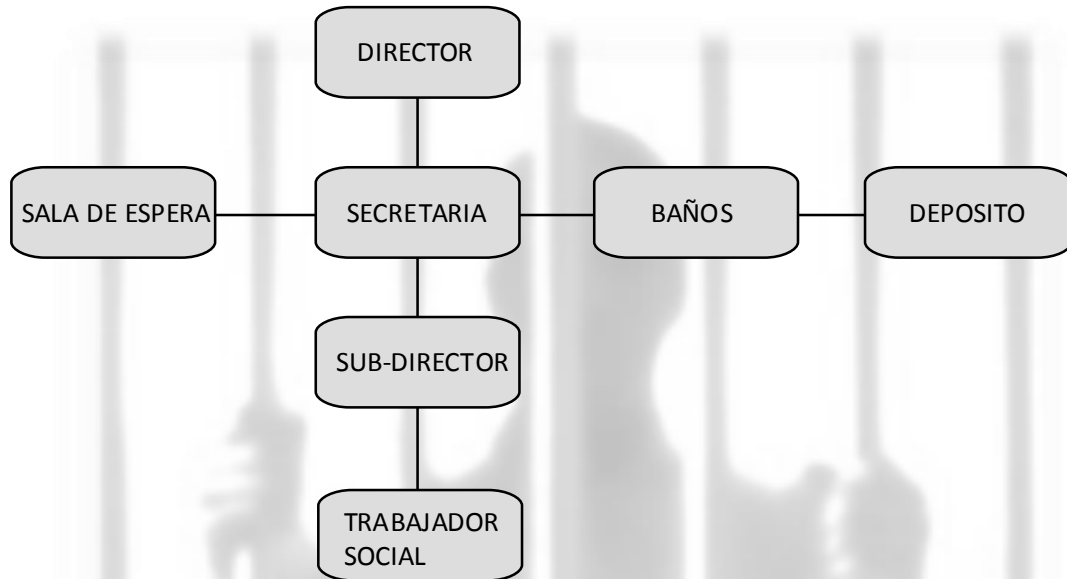 DIRECTOR
SALA DE ESPERA
SECRETARIA
BAÑOS
DEPOSITO
SUB-DIRECTOR
TRABAJADOR
SOCIAL